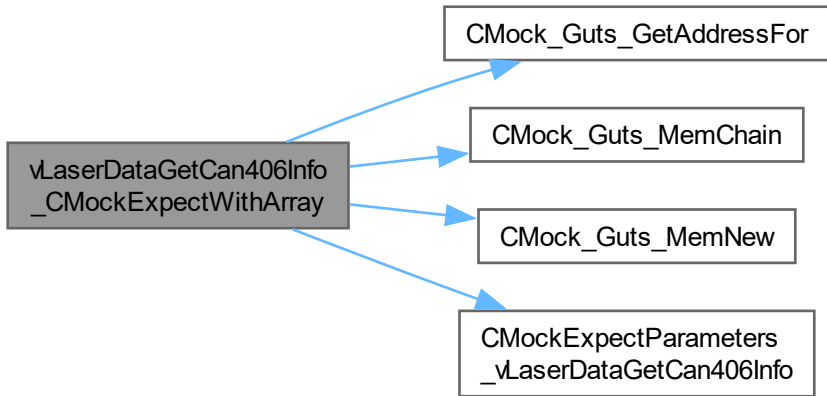 CMock_Guts_GetAddressFor
CMock_Guts_MemChain
vLaserDataGetCan406Info
_CMockExpectWithArray
CMock_Guts_MemNew
CMockExpectParameters
_vLaserDataGetCan406Info